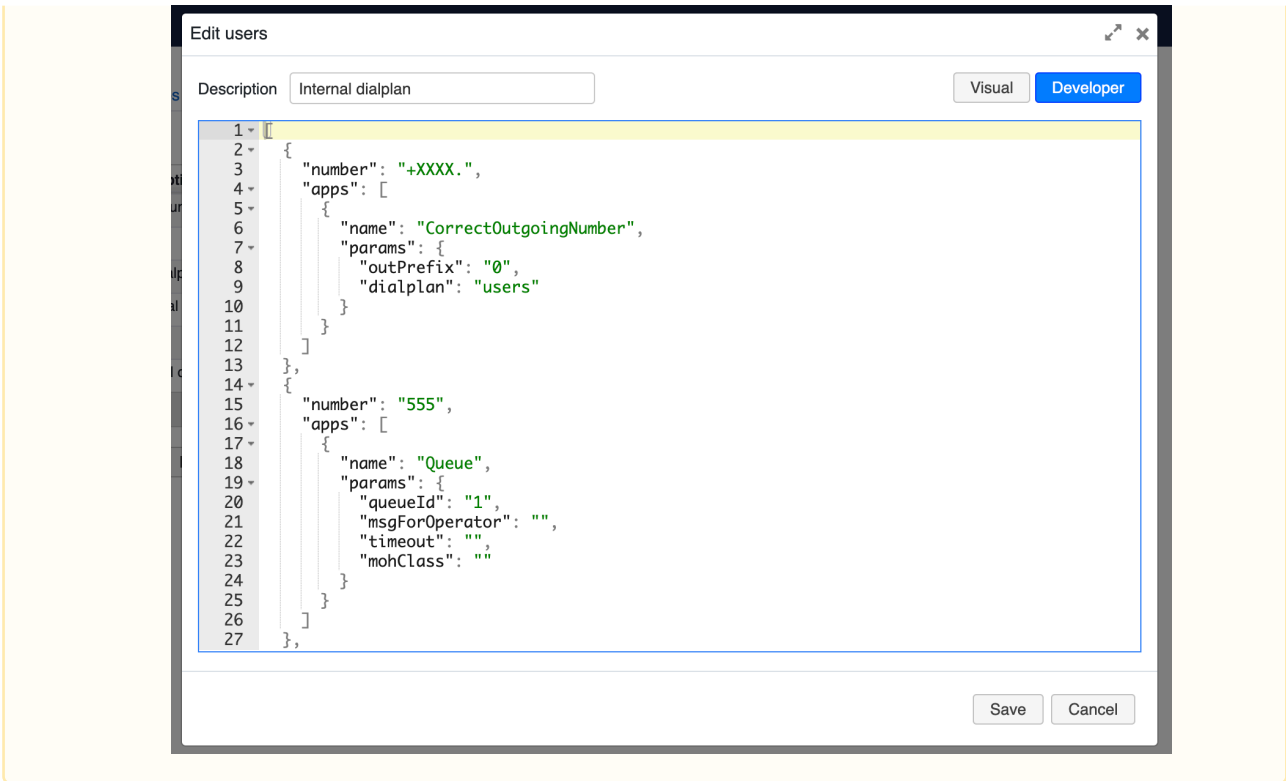 Edit users
Description Internal dialplan Visual Developer
1 [
2 {
3 "number": "+XXXX.",
4 "apps": [
5 {
6 "name": "CorrectOutgoingNumber",
7 "params": {
8 "outPrefix": "0",
9 "dialplan": "users"
10 }
11 }
12 ]
13 },
14 {
15 "number": "555",
16 "apps": [
17 {
18 "name": "Queue",
19 "params": {
20 "queueId": "1",
21 "msgForOperator": "",
22 "timeout": "",
23 "mohClass": ""
24 }
25 }
26 ]
27 },
Save Cancel